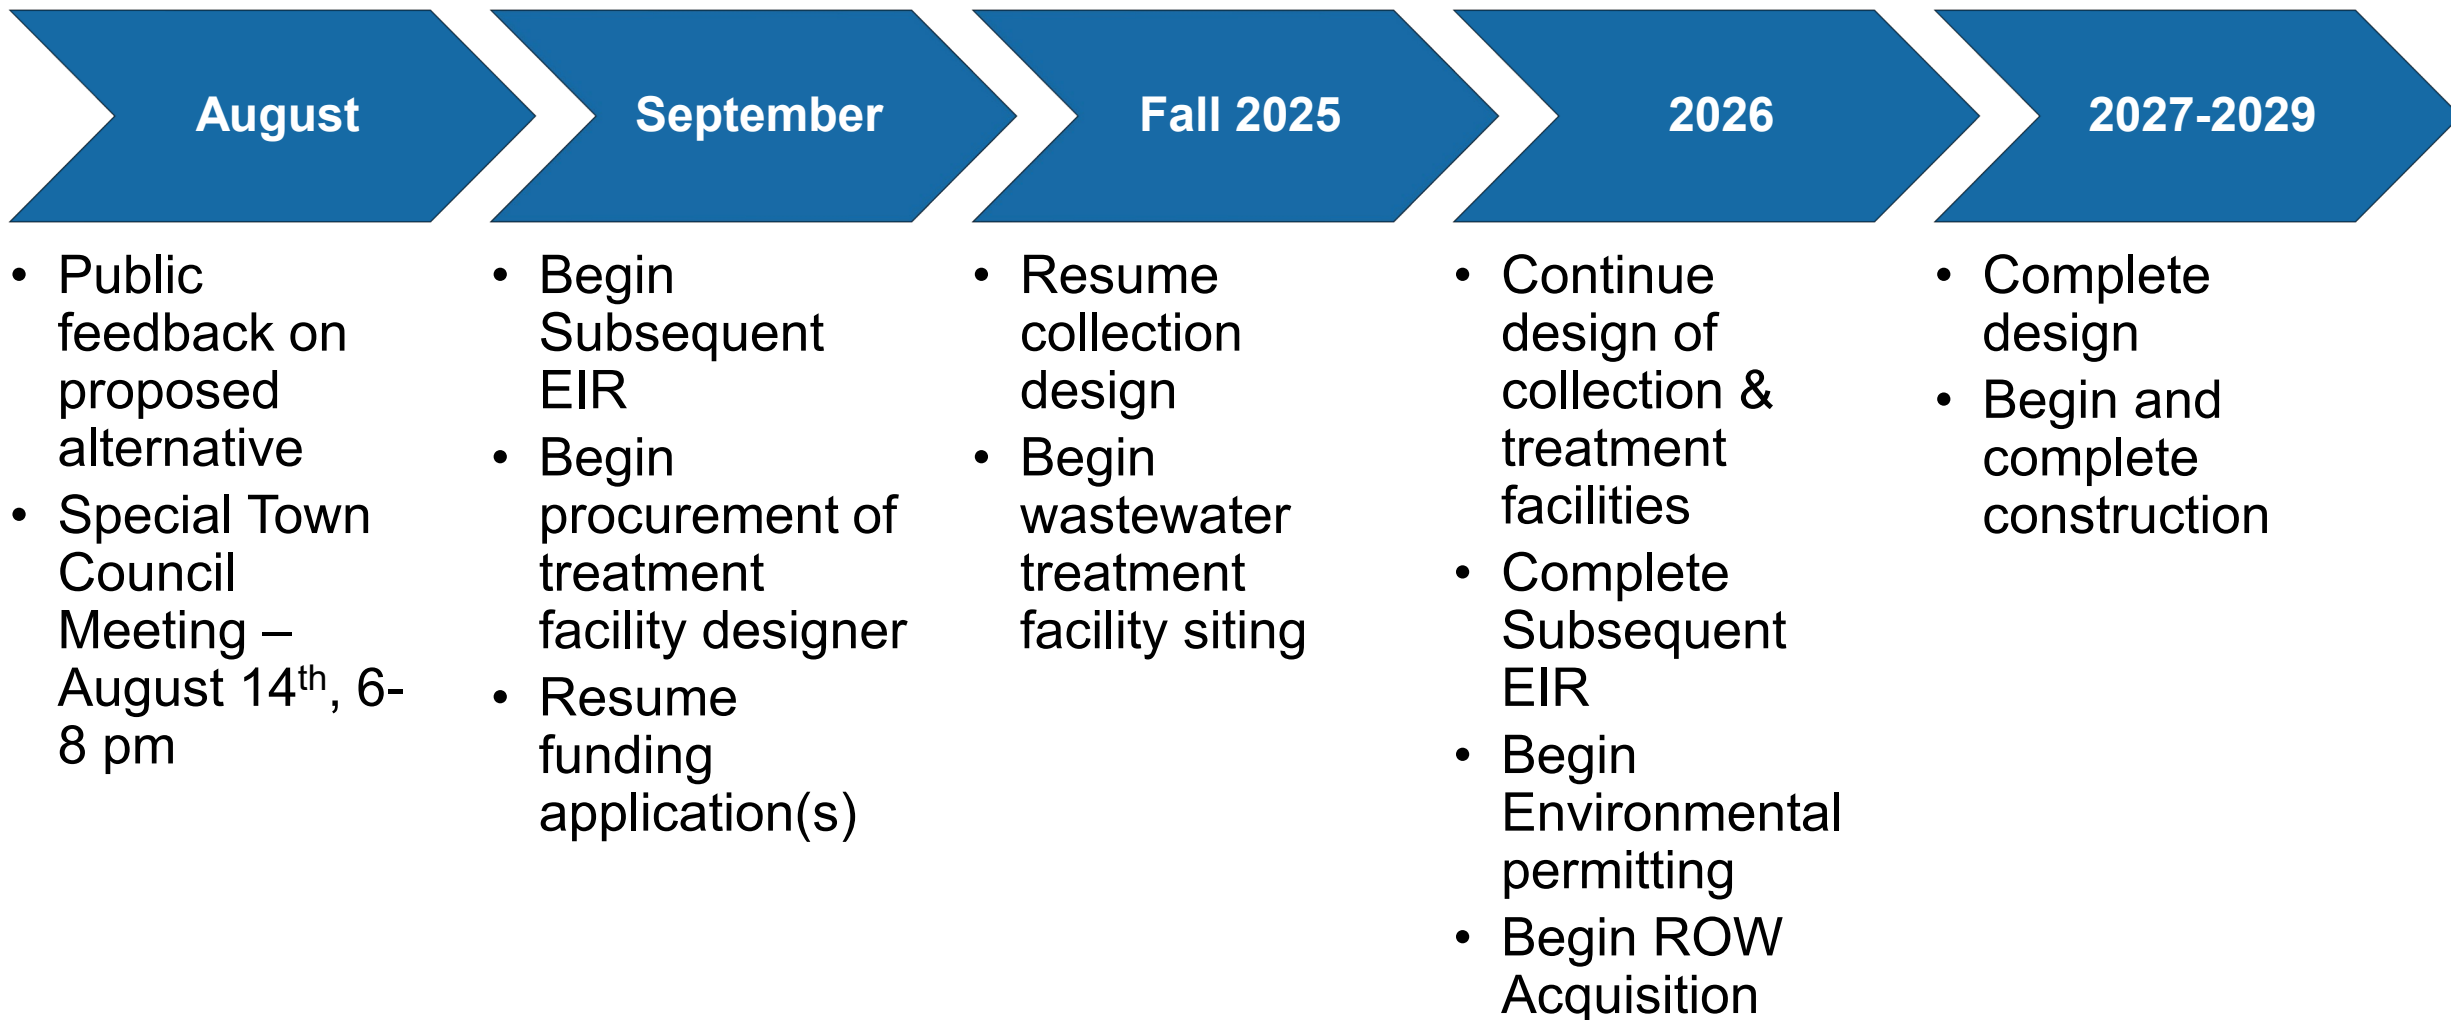 August
September
Fall 2025
2026
2027-2029
• Public
feedback on
proposed
alternative
• Special Town
Council
Meeting –
August 14th, 6-
8 pm
• Begin
Subsequent
EIR
• Begin
procurement of
treatment
facility designer
• Resume
funding
application(s)
• Resume
collection
design
• Begin
wastewater
treatment
facility siting
• Continue
design of
collection &
treatment
facilities
• Complete
Subsequent
EIR
• Begin
Environmental
permitting
• Begin ROW
Acquisition
• Complete
design
• Begin and
complete
construction